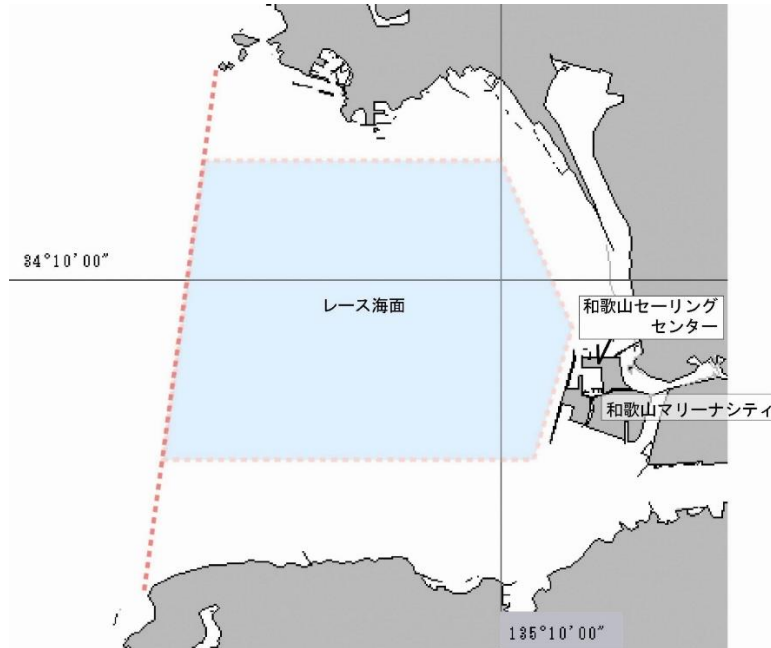 34°10'00"
レース海面
和歌山セーリング
センター
和歌山マリーナシティ
135°10'00"